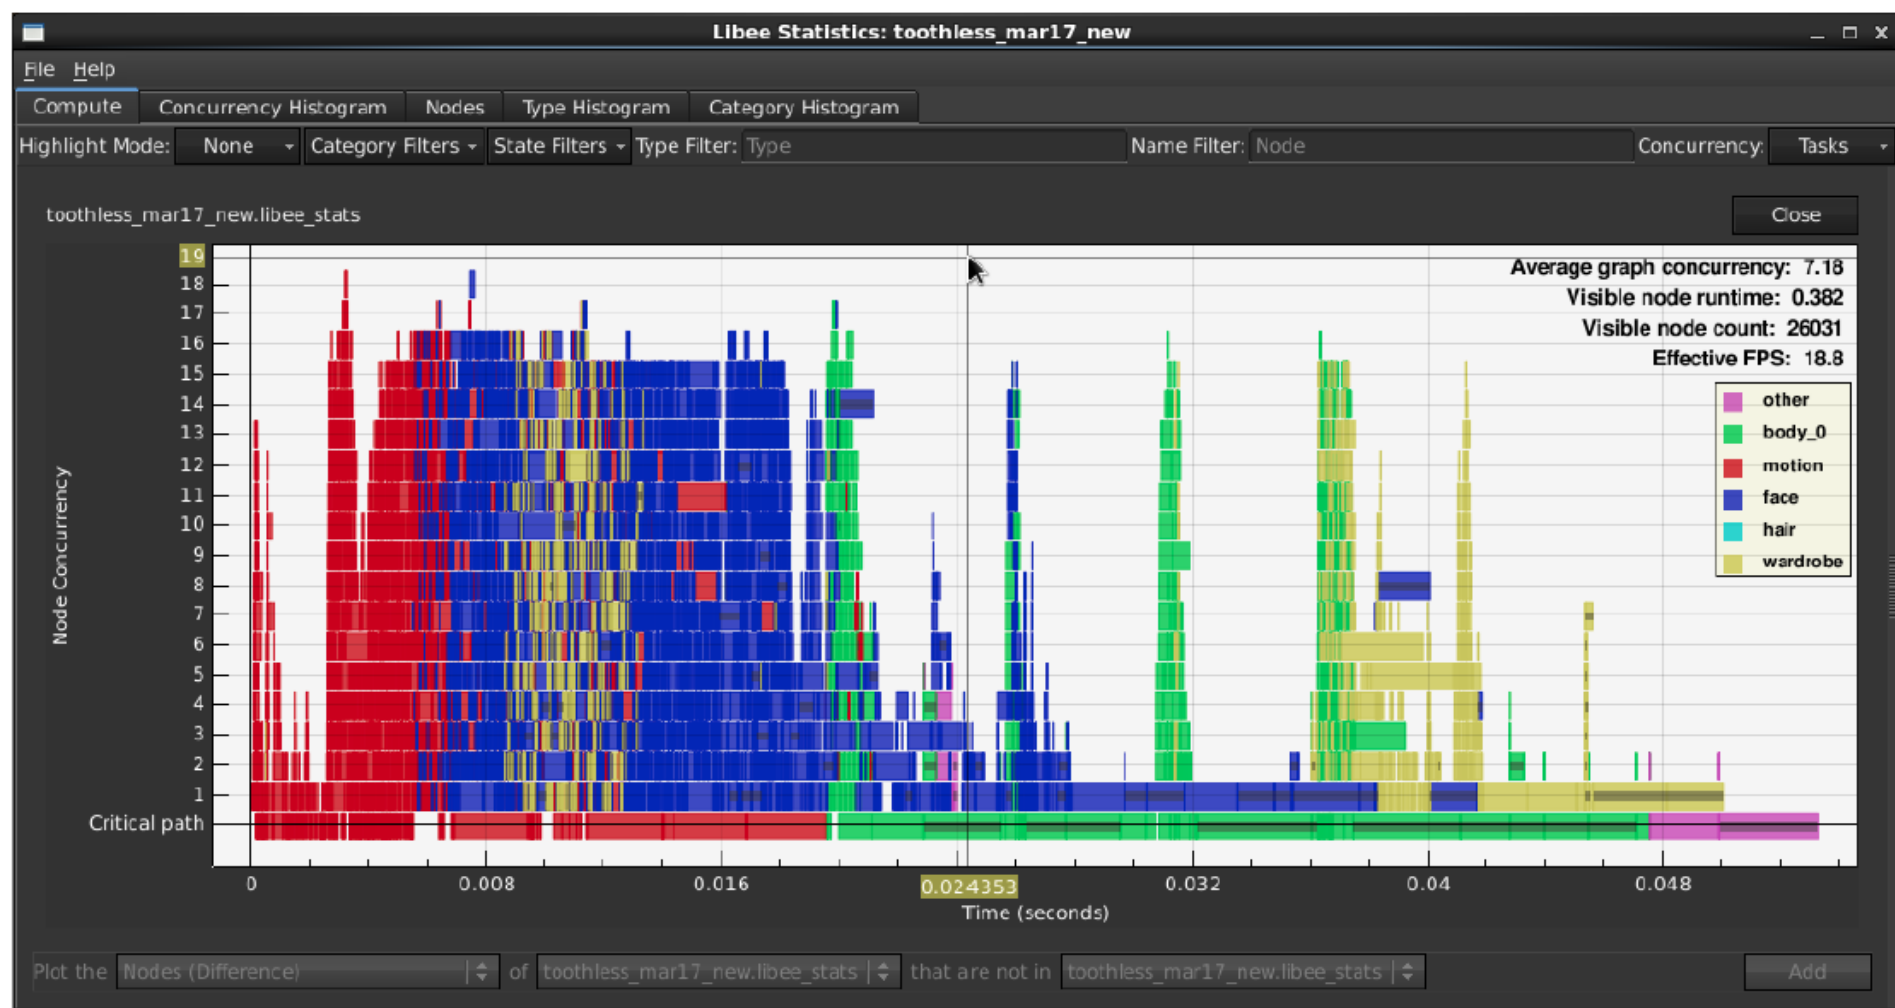 Libee Statistics: toothless_mar17_new
File Help
Compute Concurrency Histogram Nodes Type Histogram Category Histogram
Highlight Mode: None Category Filters State Filters Type Filter: Type Name Filter: Node Concurrency: Tasks
toothless_mar17_new.libee_stats Close
Average graph concurrency: 7.18
Visible node runtime: 0.382
Visible node count: 26031
Effective FPS: 18.8
other
body_0
motion
face
hair
wardrobe
Node Concurrency
19
18
17
16
15
14
13
12
11
10
9
8
7
6
5
4
3
2
1
Critical path
0 0.008 0.016 0.024353 0.032 0.04 0.048
Time (seconds)
Plot the Nodes (Difference) of toothless_mar17_new.libee_stats that are not in toothless_mar17_new.libee_stats Add